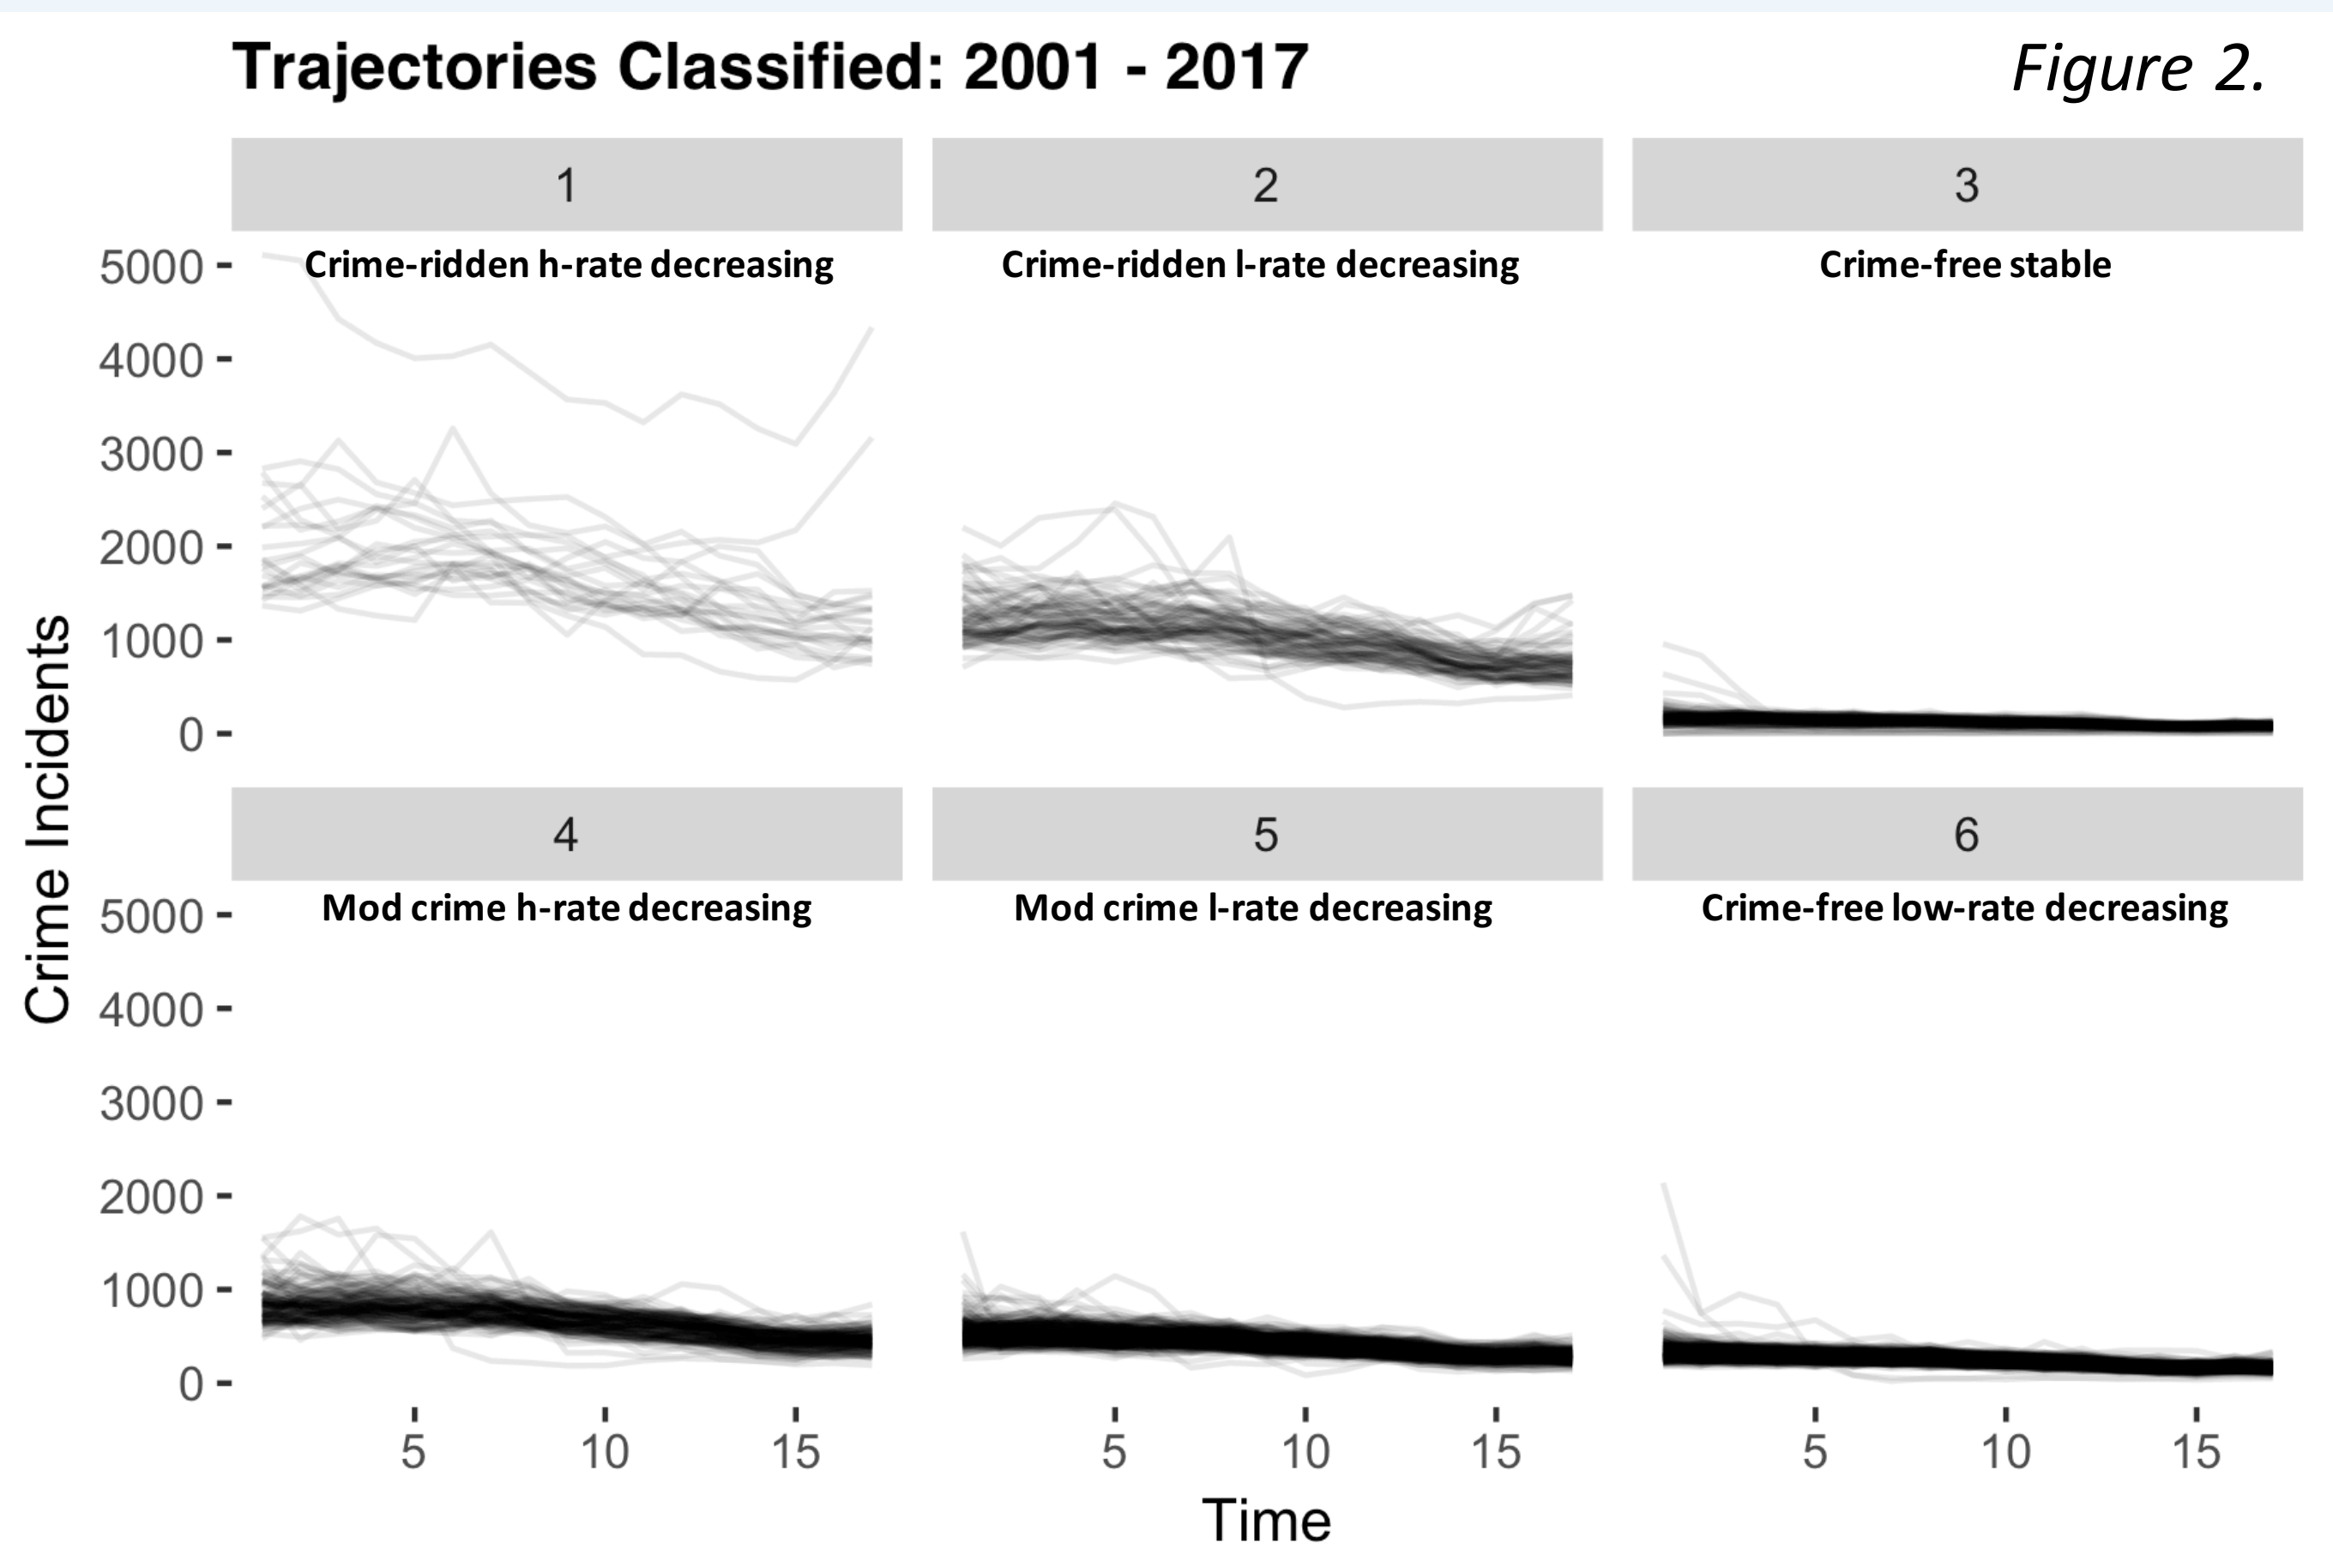 Trajectories Classified: 2001 - 2017
Figure 2.
1
2
3
Crime-ridden h-rate decreasing
Crime-ridden l-rate decreasing
Crime-free stable
5000
4000
3000
2000
1000
0
Crime Incidents
4
5
6
Mod crime h-rate decreasing
Mod crime l-rate decreasing
Crime-free low-rate decreasing
5000
4000
3000
2000
1000
0
5 10 15
5 10 15
5 10 15
Time